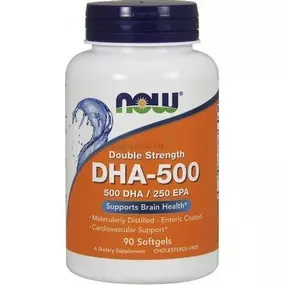 NOW
Double Strength
DHA-500
500 DHA / 250 EPA
Supports Brain Health*
• Molecularly Distilled • Enteric Coated
• Cardiovascular Support*
90 Softgels
A Dietary Supplement CHOLESTEROL-FREE